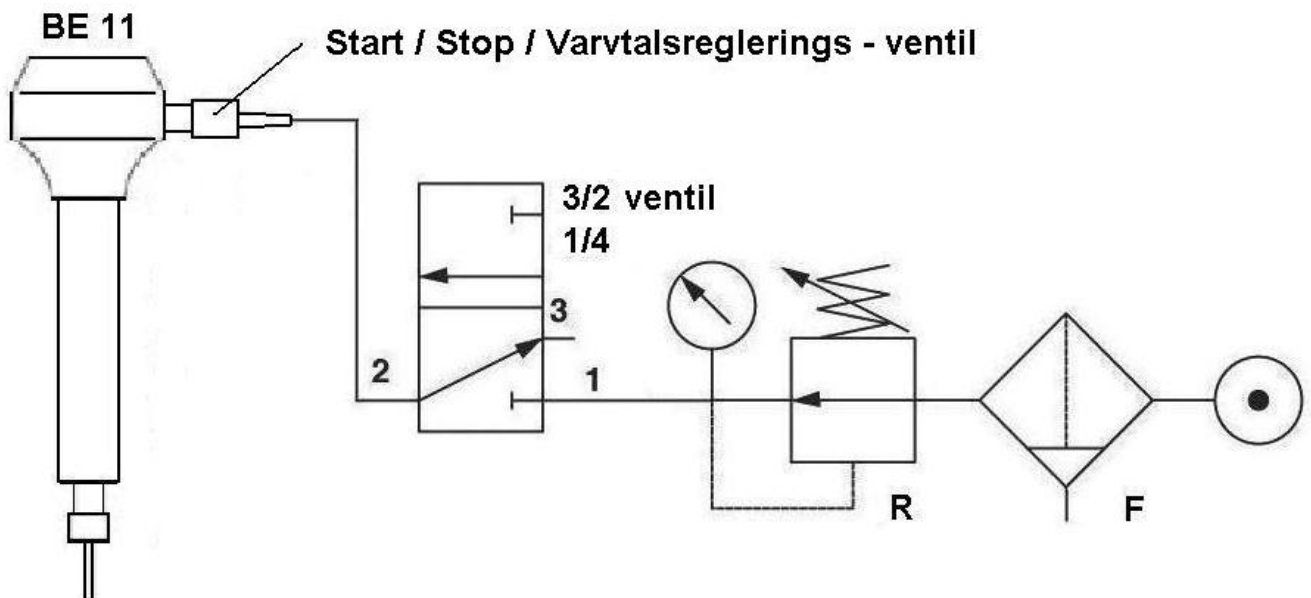 BE 11
Start / Stop / Varvtalsreglerings - ventil
3/2 ventil
1/4
3
2
1
R
F